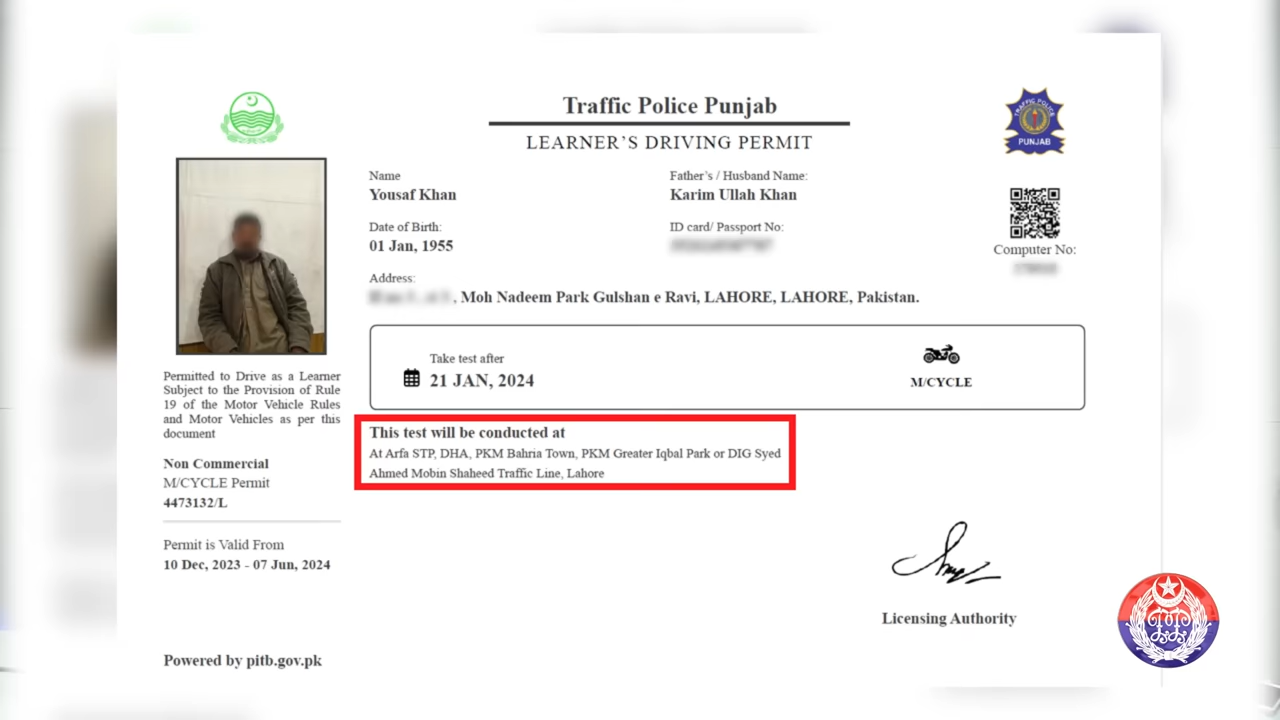 Traffic Police Punjab
LEARNER'S DRIVING PERMIT
TRAFFIC POLICE
PUNJAB
Name
Yousaf Khan
Father's / Husband Name:
Karim Ullah Khan
Date of Birth:
01 Jan, 1955
ID card/ Passport No:
Computer No:
Address:
, Moh Nadeem Park Gulshan e Ravi, LAHORE, LAHORE, Pakistan.
Take test after
21 JAN, 2024
M/CYCLE
This test will be conducted at
At Arfa STP, DHA, PKM Bahria Town, PKM Greater Iqbal Park or DIG Syed
Ahmed Mobin Shaheed Traffic Line, Lahore
Permitted to Drive as a Learner
Subject to the Provision of Rule
19 of the Motor Vehicle Rules
and Motor Vehicles as per this
document
Non Commercial
M/CYCLE Permit
4473132/L
Permit is Valid From
10 Dec, 2023 - 07 Jun, 2024
Licensing Authority
Powered by pitb.gov.pk